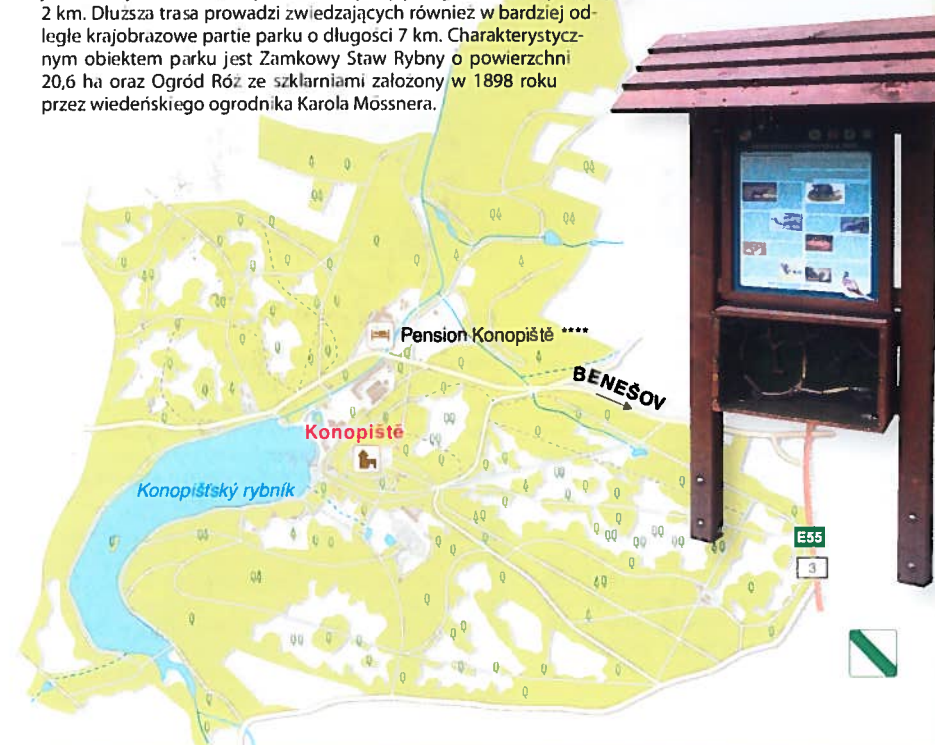 2 km. Dłuższa trasa prowadzi zwiedzających również w bardziej od-
ległe krajobrazowe partie parku o długości 7 km. Charakterystycz-
nym obiektem parku jest Zamkowy Staw Rybny o powierzchni
20,6 ha oraz Ogród Róż ze szklarniami założony w 1898 roku
przez wiedeńskiego ogrodnika Karola Mössnera.
Pension Konopiště ****
BENEŠOV
Konopiště
Konopišťský rybník
E55
3